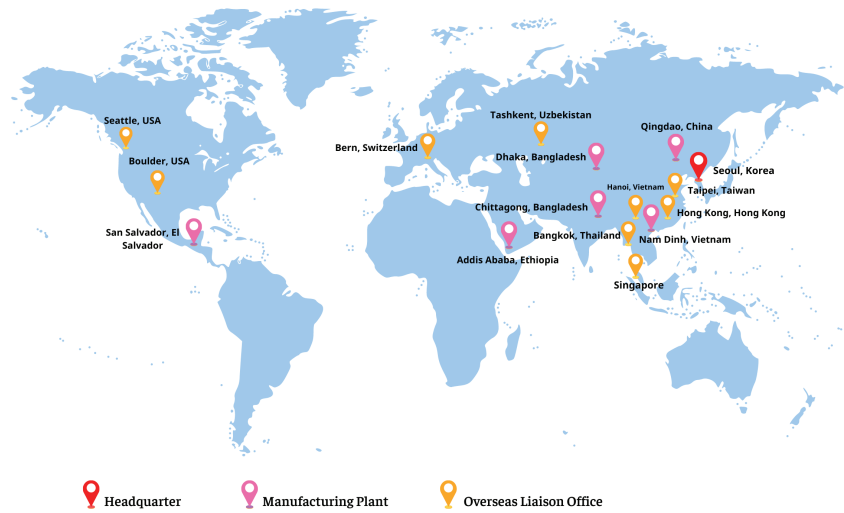 Seattle, USA
Tashkent, Uzbekistan
Qingdao, China
Bern, Switzerland
Dhaka, Bangladesh
Boulder, USA
Seoul, Korea
Hanoi, Vietnam
Taipei, Taiwan
Chittagong, Bangladesh
Hong Kong, Hong Kong
San Salvador, El
Salvador
Bangkok, Thailand
Nam Dinh, Vietnam
Addis Ababa, Ethiopia
Singapore
Headquarter
Manufacturing Plant
Overseas Liaison Office